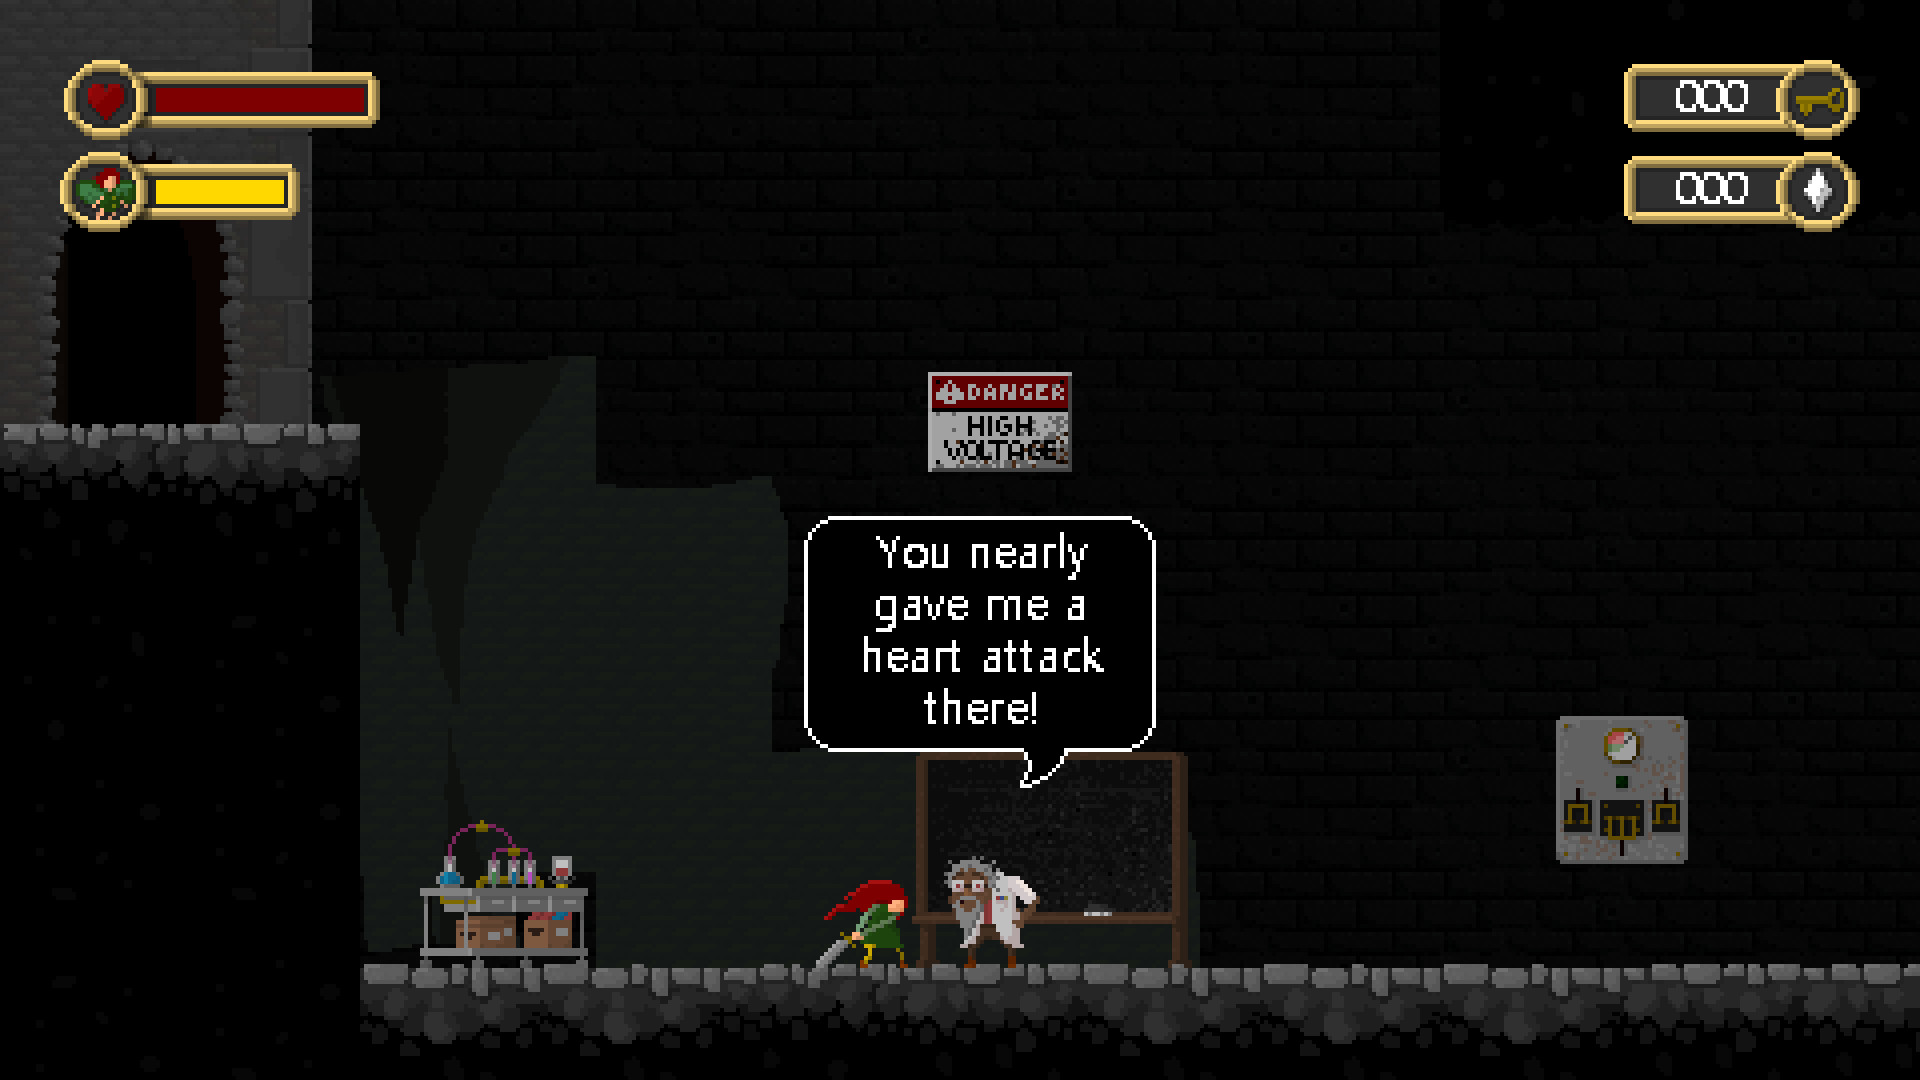 000
000
DANGER
HIGH
VOLTAGE
You nearly
gave me a
heart attack
there!